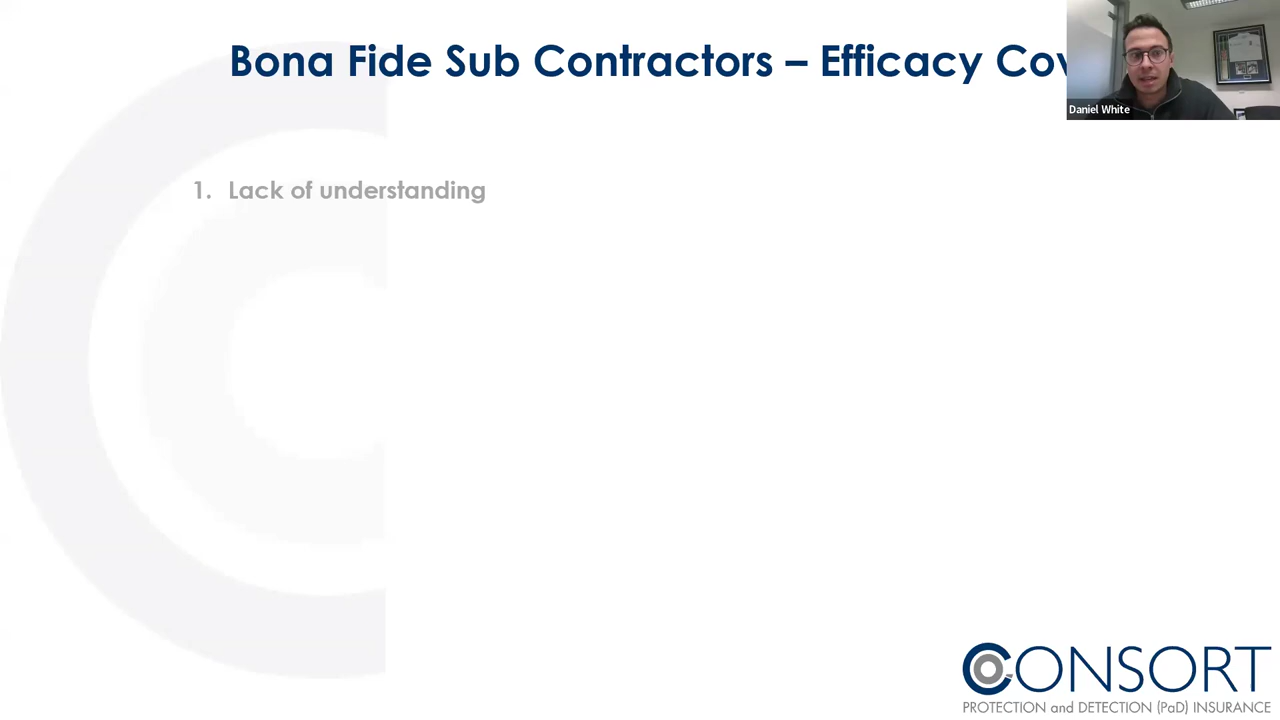 Bona Fide Sub Contractors – Efficacy Cov
Daniel White
1. Lack of understanding
CONSORT
PROTECTION and DETECTION (PaD) INSURANCE